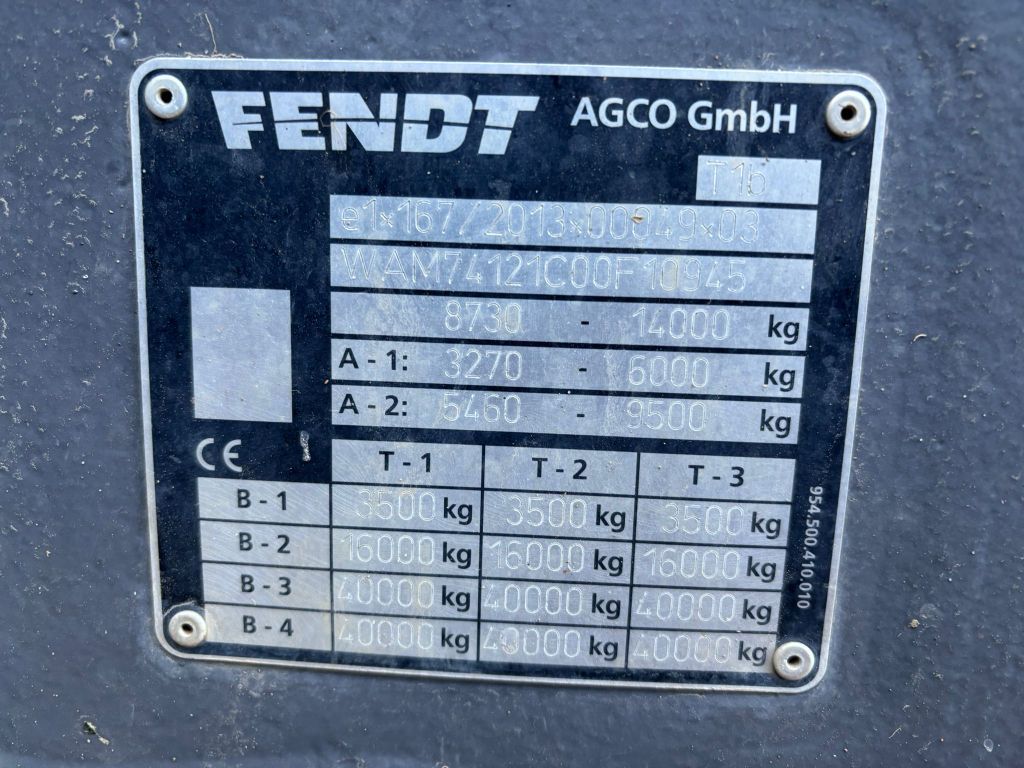 FENDT AGCO GmbH
T1b
e1*167/2013*00049*03
WAM74121C00F10945
8730 - 14000 kg
A - 1: 3270 - 6000 kg
A - 2: 5460 - 9500 kg
CE
T - 1 T - 2 T - 3
B - 1 3500 kg 3500 kg 3500 kg
B - 2 16000 kg 16000 kg 16000 kg
B - 3 40000 kg 40000 kg 40000 kg
B - 4 40000 kg 40000 kg 40000 kg
954.500.410.010